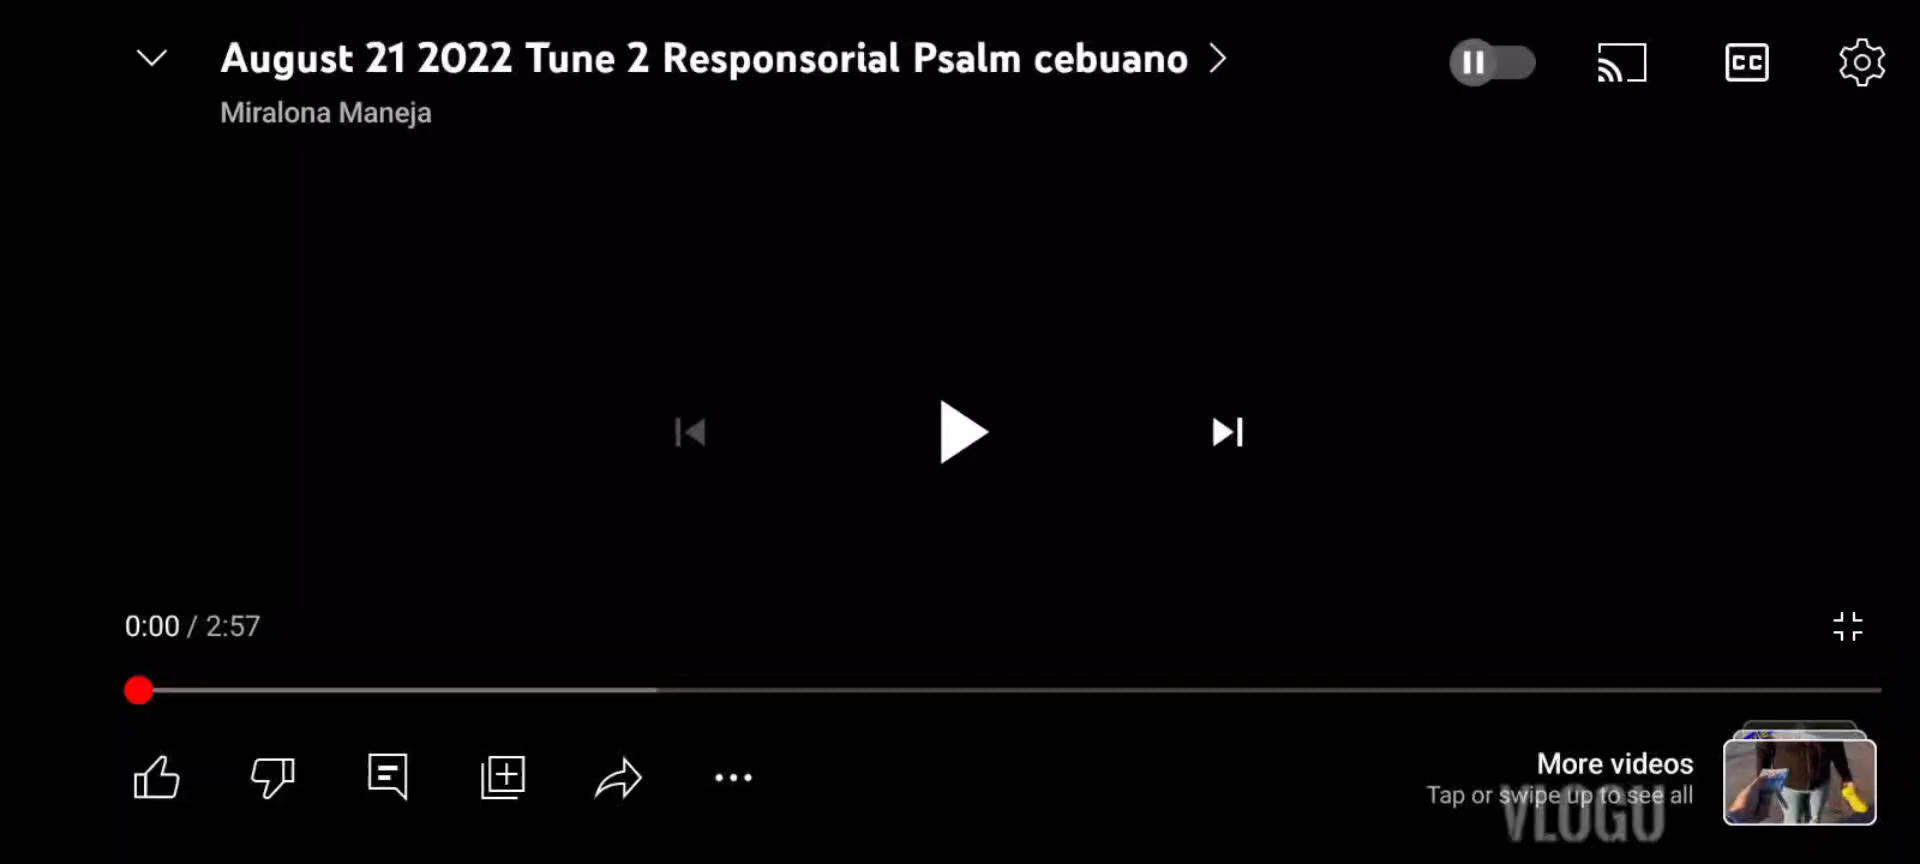 August 21 2022 Tune 2 Responsorial Psalm cebuano
Miralona Maneja
CC
0:00 / 2:57
More videos
Tap or swipe up to see all
VLOGU